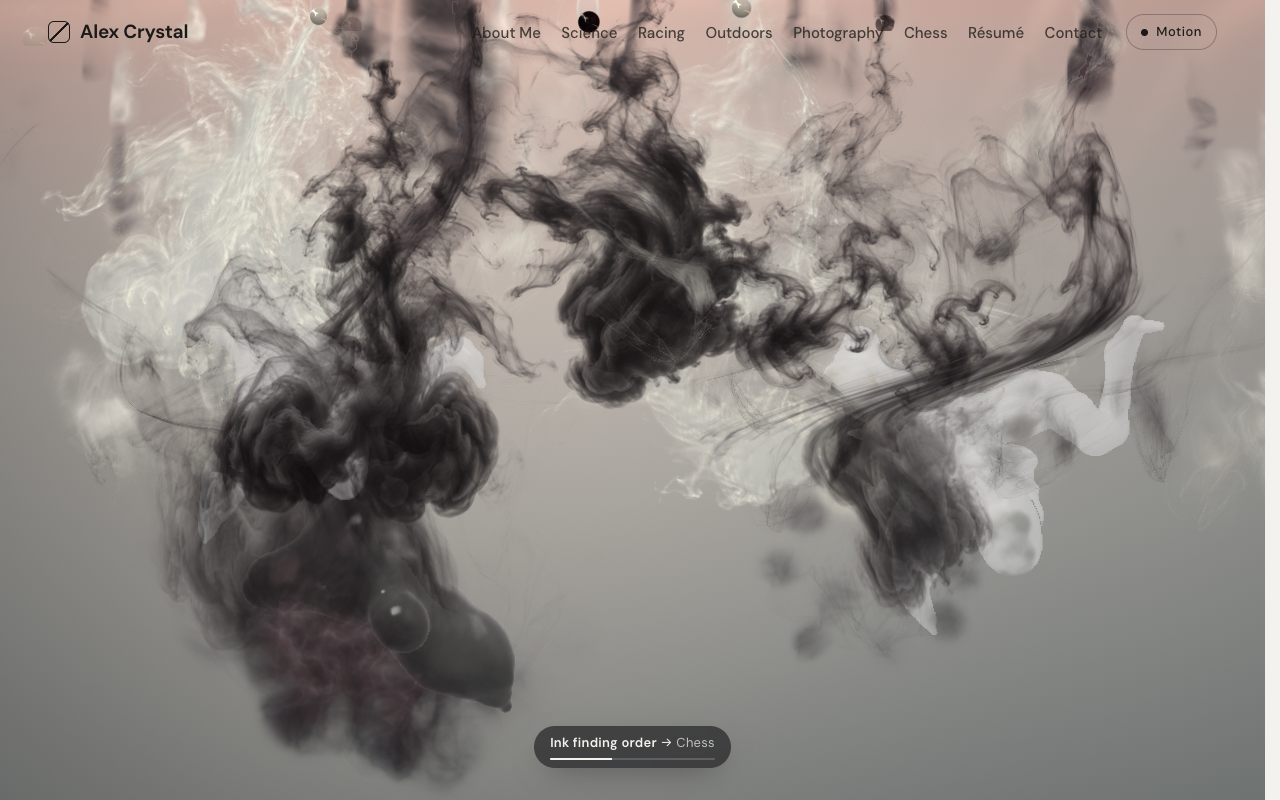 Alex Crystal
About Me
Science
Racing
Outdoors
Photography
Chess
Résumé
Contact
Motion
Ink finding order → Chess